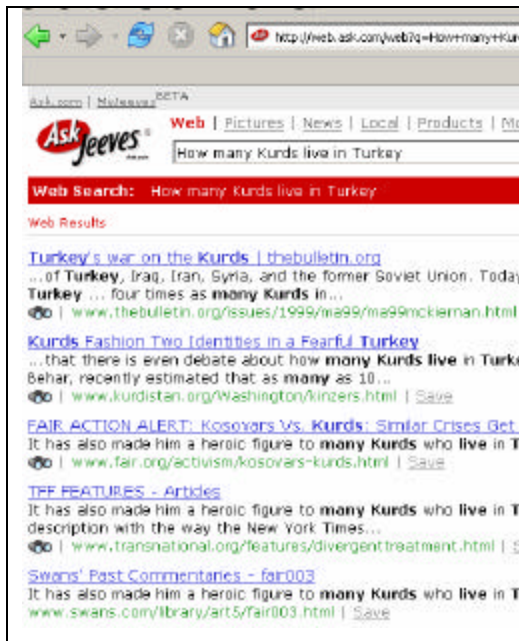 http://web.ask.com/web?q=How+many+Kur
Ask.com | MyJeeves BETA
Ask Jeeves
Web | Pictures | News | Local | Products | Mo
How many Kurds live in Turkey
Web Search: How many Kurds live in Turkey
Web Results
Turkey's war on the Kurds | thebulletin.org
...of Turkey, Iraq, Iran, Syria, and the former Soviet Union. Today
Turkey ... four times as many Kurds in...
| www.thebulletin.org/issues/1999/ma99/ma99mckiernan.html
Kurds Fashion Two Identities in a Fearful Turkey
...that there is even debate about how many Kurds live in Turke
Behar, recently estimated that as many as 10...
| www.kurdistan.org/Washington/kinzers.html | Save
FAIR ACTION ALERT: Kosovars Vs. Kurds: Similar Crises Get
It has also made him a heroic figure to many Kurds who live in T
| www.fair.org/activism/kosovars-kurds.html | Save
TFF FEATURES - Articles
It has also made him a heroic figure to many Kurds who live in T
description with the way the New York Times...
| www.transnational.org/features/divergenttreatment.html | S
Swans' Past Commentaries - fair003
It has also made him a heroic figure to many Kurds who live in T
www.swans.com/library/art5/fair003.html | Save